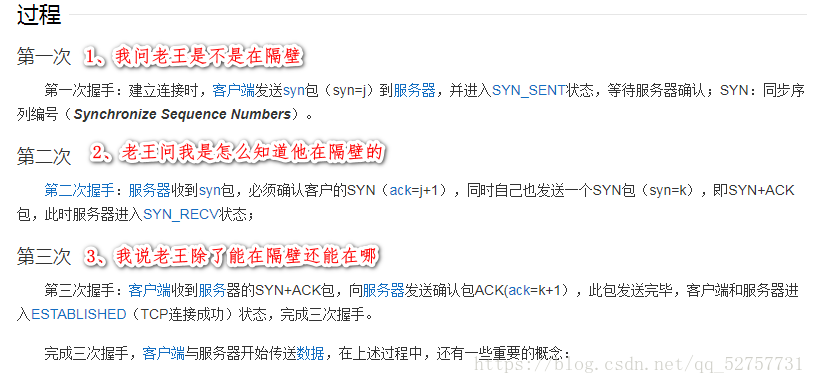 过程
第一次 1、我问老王是不是在隔壁
第一次握手：建立连接时，客户端发送syn包（syn=j）到服务器，并进入SYN_SENT状态，等待服务器确认；SYN：同步序
列编号（Synchronize Sequence Numbers）。
第二次 2、老王问我是怎么知道他在隔壁的
第二次握手：服务器收到syn包，必须确认客户的SYN（ack=j+1），同时自己也发送一个SYN包（syn=k），即SYN+ACK
包，此时服务器进入SYN_RECV状态；
第三次 3、我说老王除了能在隔壁还能在哪
第三次握手：客户端收到服务器的SYN+ACK包，向服务器发送确认包ACK(ack=k+1），此包发送完毕，客户端和服务器进
入ESTABLISHED（TCP连接成功）状态，完成三次握手。
完成三次握手，客户端与服务器开始传送数据，在上述过程中，还有一些重要的概念：
https://blog.csdn.net/qq_52757731